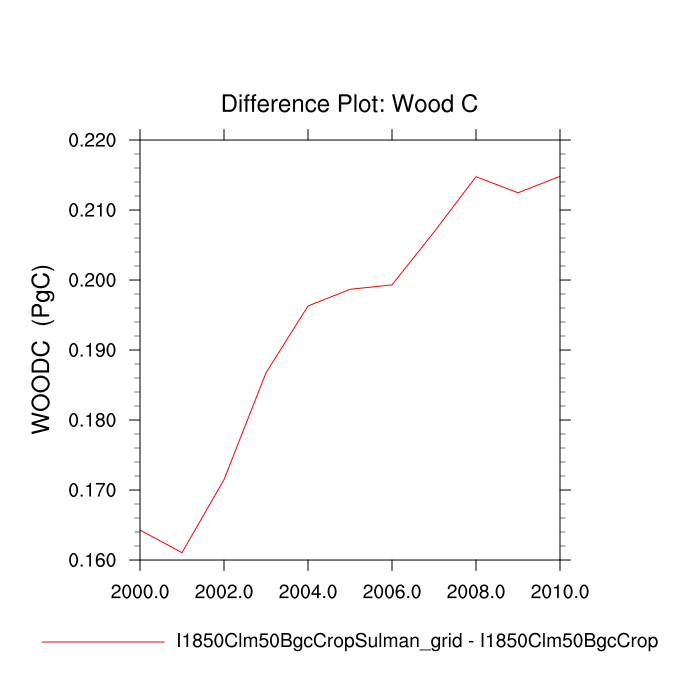 Difference Plot: Wood C
0.220
0.210
0.200
0.190
0.180
0.170
0.160
WOODC (PgC)
2000.0 2002.0 2004.0 2006.0 2008.0 2010.0
I1850Clm50BgcCropSulman_grid - I1850Clm50BgcCrop